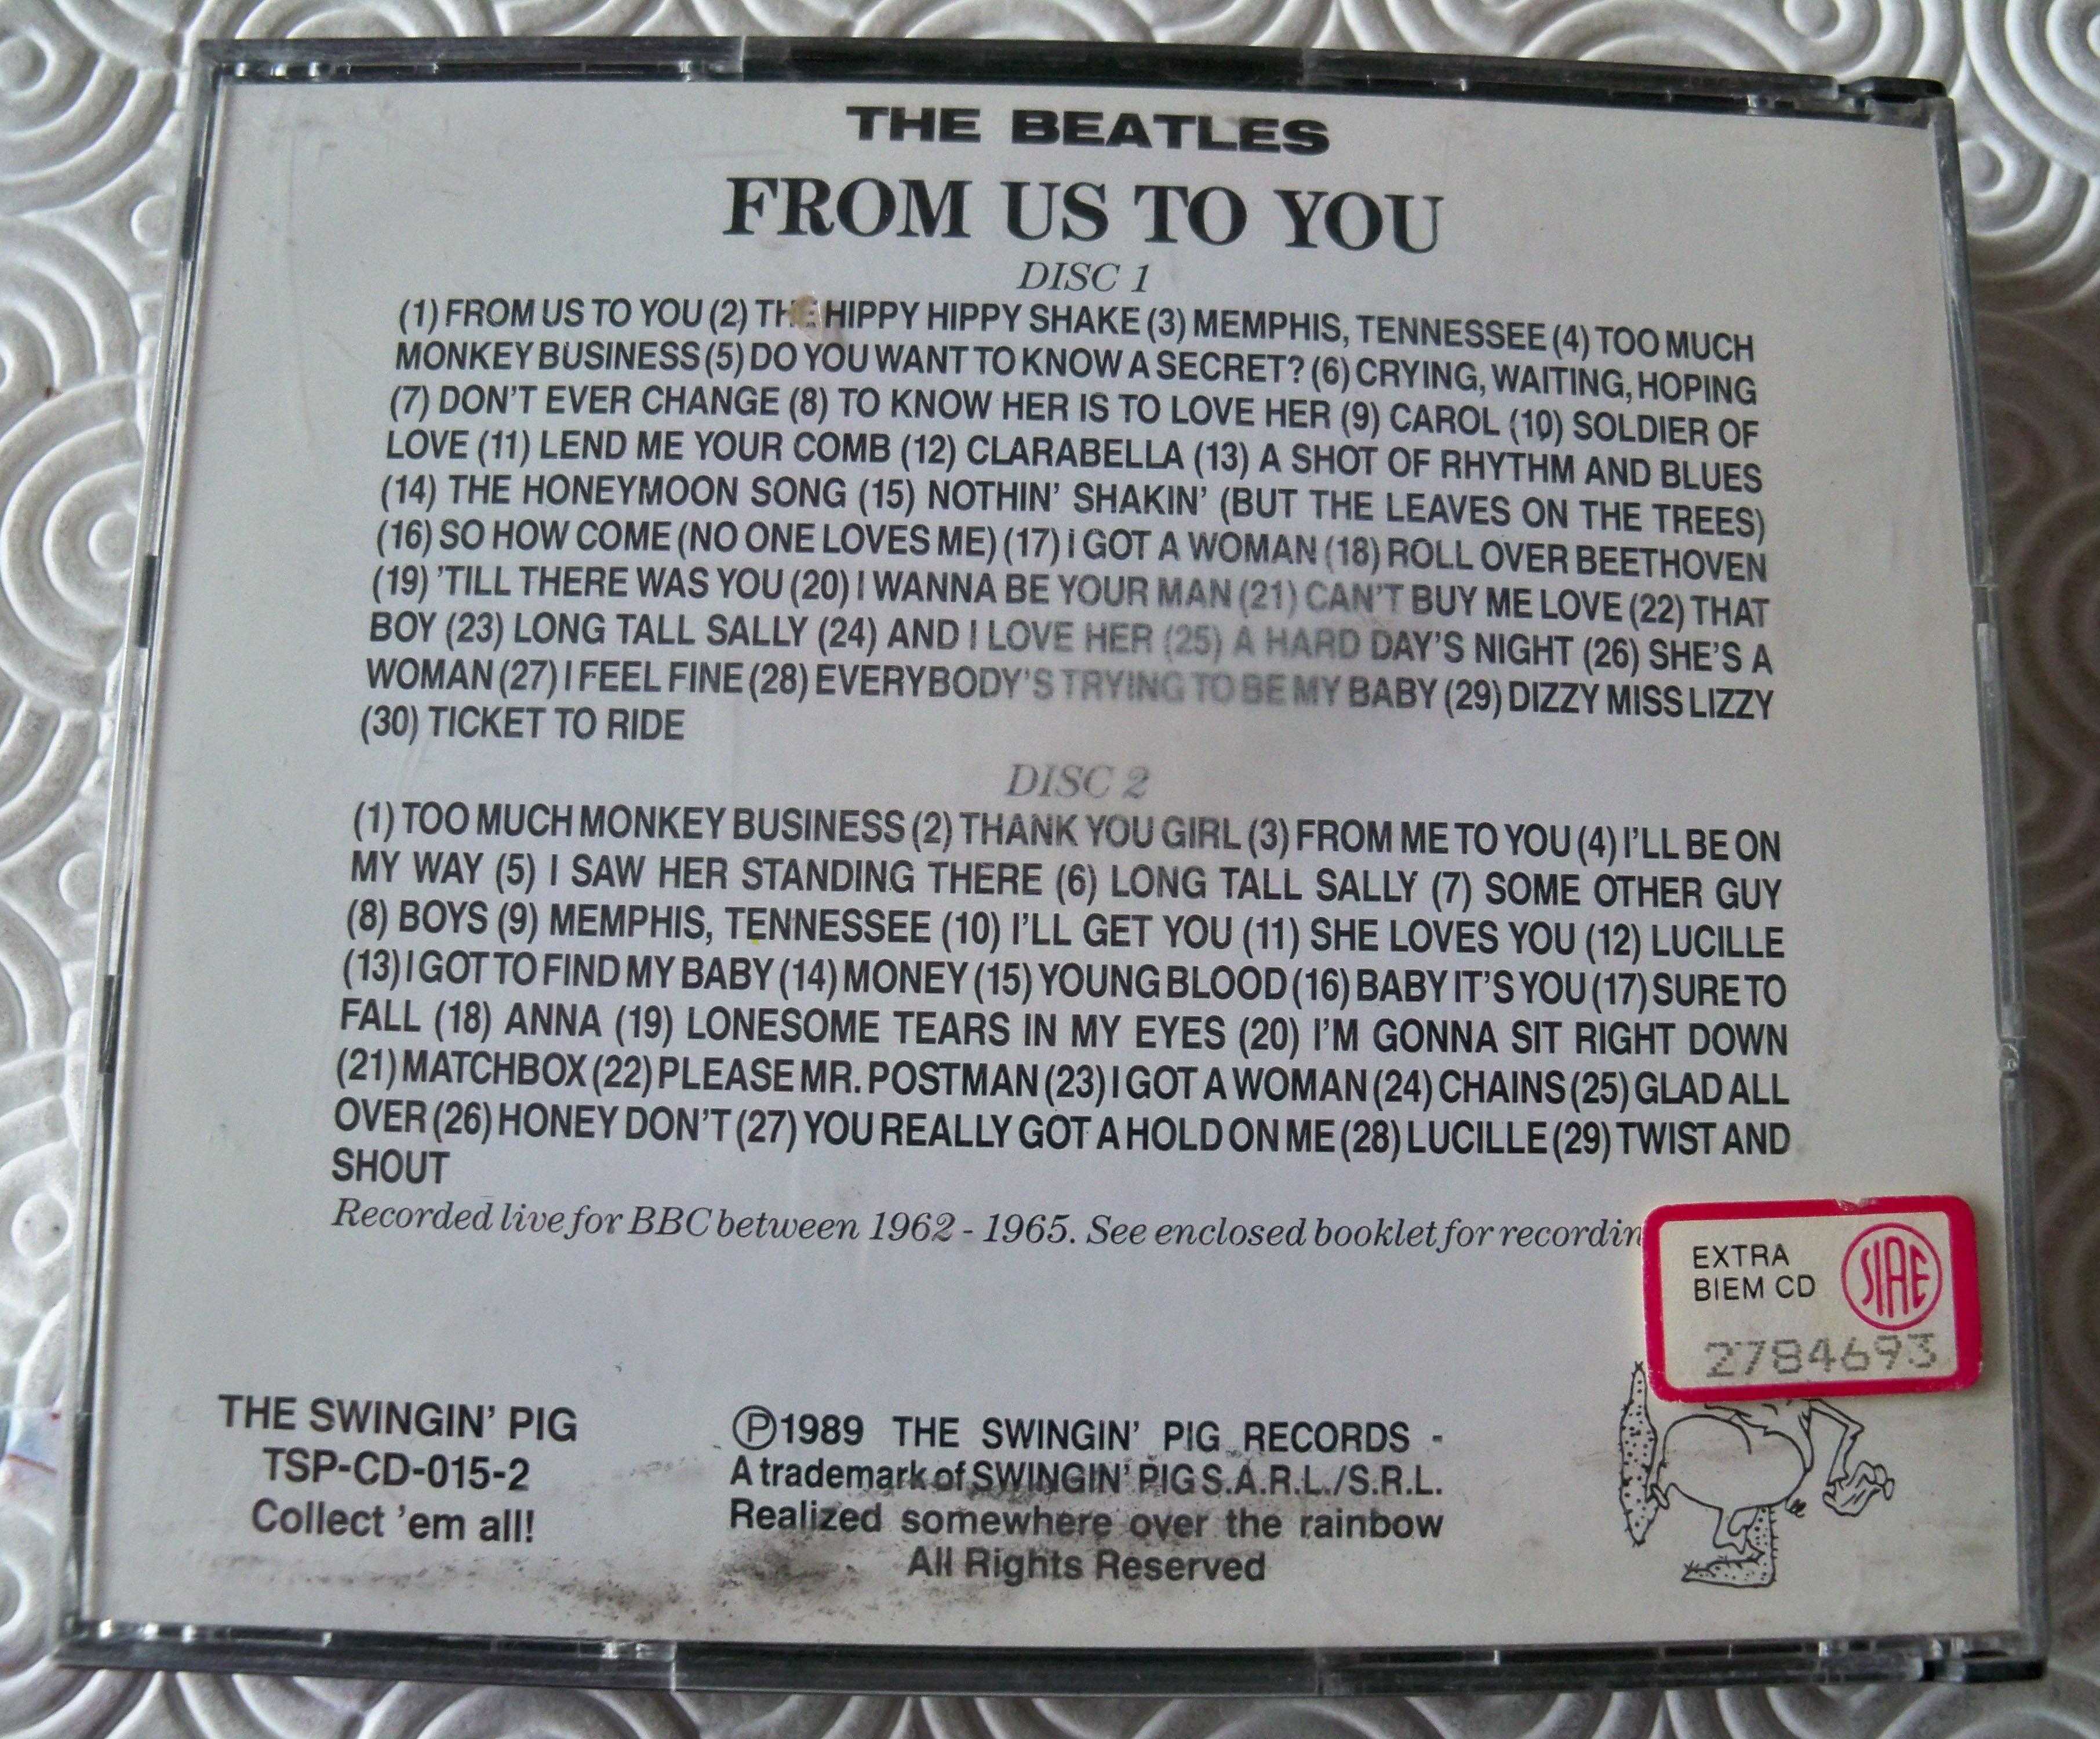 THE BEATLES
FROM US TO YOU
DISC 1
(1) FROM US TO YOU (2) THE HIPPY HIPPY SHAKE (3) MEMPHIS, TENNESSEE (4) TOO MUCH
MONKEY BUSINESS (5) DO YOU WANT TO KNOW A SECRET? (6) CRYING, WAITING, HOPING
(7) DON'T EVER CHANGE (8) TO KNOW HER IS TO LOVE HER (9) CAROL (10) SOLDIER OF
LOVE (11) LEND ME YOUR COMB (12) CLARABELLA (13) A SHOT OF RHYTHM AND BLUES
(14) THE HONEYMOON SONG (15) NOTHIN' SHAKIN' (BUT THE LEAVES ON THE TREES)
(16) SO HOW COME (NO ONE LOVES ME) (17) I GOT A WOMAN (18) ROLL OVER BEETHOVEN
(19) 'TILL THERE WAS YOU (20) I WANNA BE YOUR MAN (21) CAN'T BUY ME LOVE (22) THAT
BOY (23) LONG TALL SALLY (24) AND I LOVE HER (25) A HARD DAY'S NIGHT (26) SHE'S A
WOMAN (27) I FEEL FINE (28) EVERYBODY'S TRYING TO BE MY BABY (29) DIZZY MISS LIZZY
(30) TICKET TO RIDE
DISC 2
(1) TOO MUCH MONKEY BUSINESS (2) THANK YOU GIRL (3) FROM ME TO YOU (4) I'LL BE ON
MY WAY (5) I SAW HER STANDING THERE (6) LONG TALL SALLY (7) SOME OTHER GUY
(8) BOYS (9) MEMPHIS, TENNESSEE (10) I'LL GET YOU (11) SHE LOVES YOU (12) LUCILLE
(13) I GOT TO FIND MY BABY (14) MONEY (15) YOUNG BLOOD (16) BABY IT'S YOU (17) SURE TO
FALL (18) ANNA (19) LONESOME TEARS IN MY EYES (20) I'M GONNA SIT RIGHT DOWN
(21) MATCHBOX (22) PLEASE MR. POSTMAN (23) I GOT A WOMAN (24) CHAINS (25) GLAD ALL
OVER (26) HONEY DON'T (27) YOU REALLY GOT A HOLD ON ME (28) LUCILLE (29) TWIST AND
SHOUT
Recorded live for BBC between 1962 - 1965. See enclosed booklet for
EXTRA
BIEM CD
SIAE
2784693
THE SWINGIN' PIG
TSP-CD-015-2
Collect 'em all!
Ⓟ1989 THE SWINGIN' PIG RECORDS -
A trademark of SWINGIN' PIG S.A.R.L./S.R.L.
Realized somewhere over the rainbow
All Rights Reserved